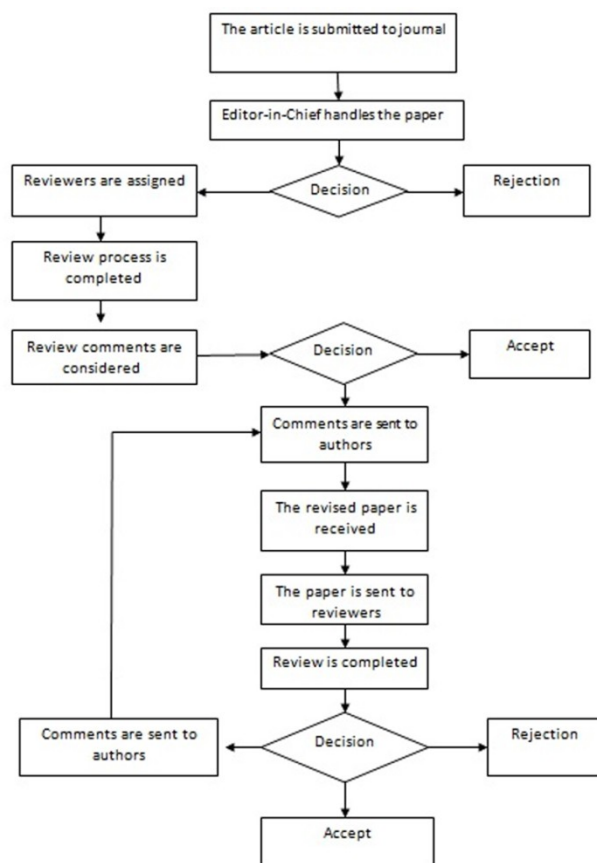 The article is submitted to journal
Editor-in-Chief handles the paper
Reviewers are assigned
Decision
Rejection
Review process is
completed
Review comments are
considered
Decision
Accept
Comments are sent to
authors
The revised paper is
received
The paper is sent to
reviewers
Review is completed
Comments are sent to
authors
Decision
Rejection
Accept